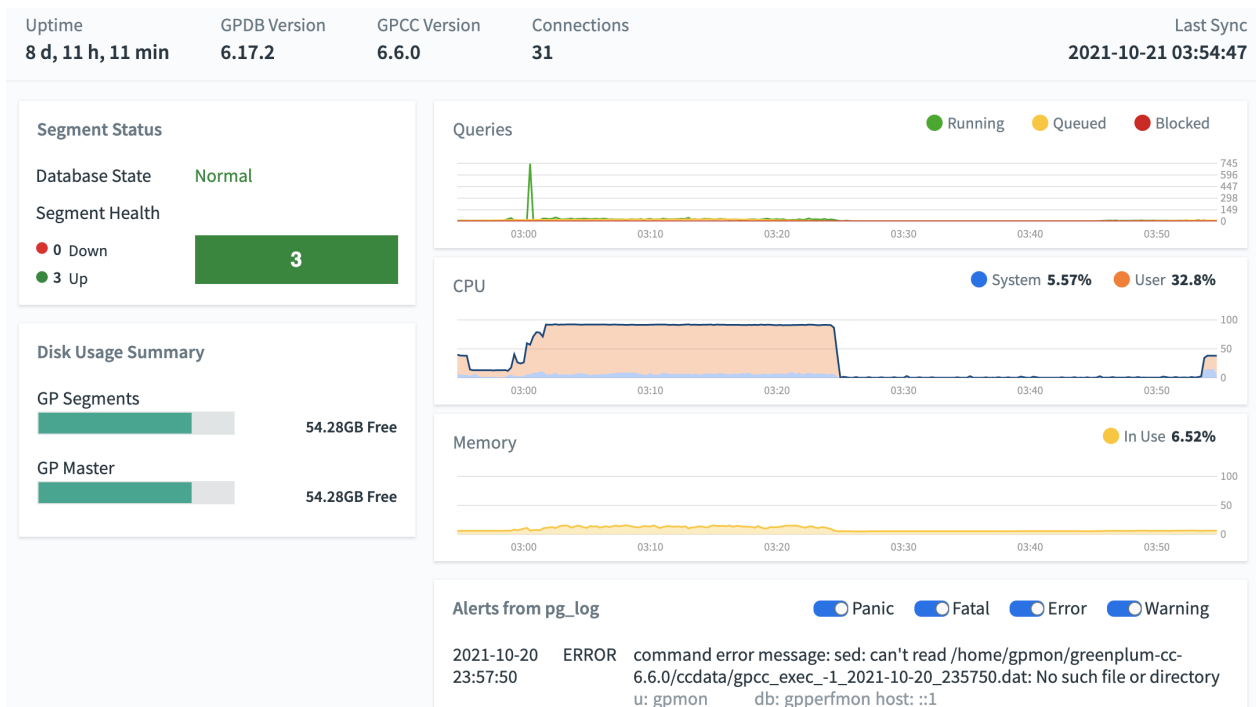 Uptime GPDB Version GPCC Version Connections Last Sync
8 d, 11 h, 11 min 6.17.2 6.6.0 31 2021-10-21 03:54:47
Segment Status
Database State Normal
Segment Health
0 Down
3 Up
3
Disk Usage Summary
GP Segments
54.28GB Free
GP Master
54.28GB Free
Queries Running Queued Blocked
745
596
447
298
149
0
03:00 03:10 03:20 03:30 03:40 03:50
CPU System 5.57% User 32.8%
100
50
0
03:00 03:10 03:20 03:30 03:40 03:50
Memory In Use 6.52%
100
50
0
03:00 03:10 03:20 03:30 03:40 03:50
Alerts from pg_log Panic Fatal Error Warning
2021-10-20 ERROR command error message: sed: can't read /home/gpmon/greenplum-cc-
23:57:50 6.6.0/ccdata/gpcc_exec_-1_2021-10-20_235750.dat: No such file or directory
u: gpmon db: gpperfmon host: ::1